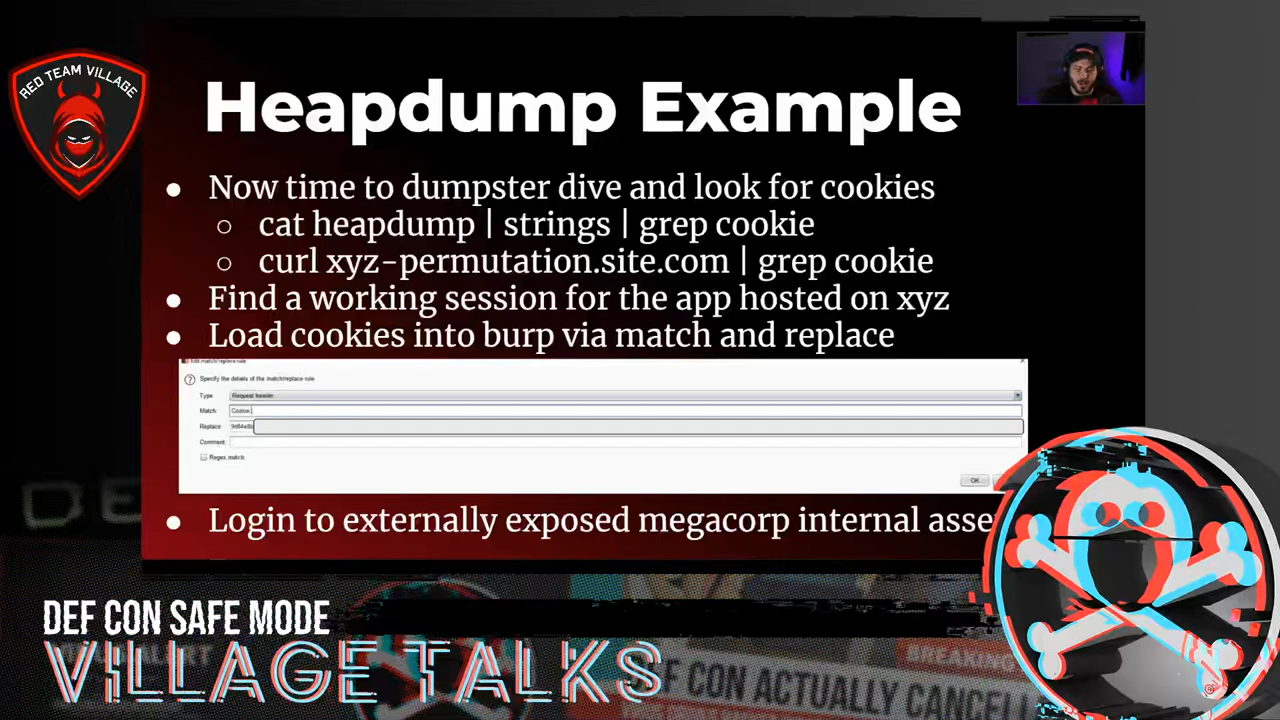 RED TEAM VILLAGE
Heapdump Example
● Now time to dumpster dive and look for cookies
○ cat heapdump | strings | grep cookie
○ curl xyz-permutation.site.com | grep cookie
● Find a working session for the app hosted on xyz
● Load cookies into burp via match and replace
Specify the details of the match/replace rule
Type: Request header
Match:
Replace:
Comment:
Regex match
OK
● Login to externally exposed megacorp internal asse
DEF CON SAFE MODE
VILLAGE TALKS
BREAKIN
DEF CON ACTUALLY CANCEL